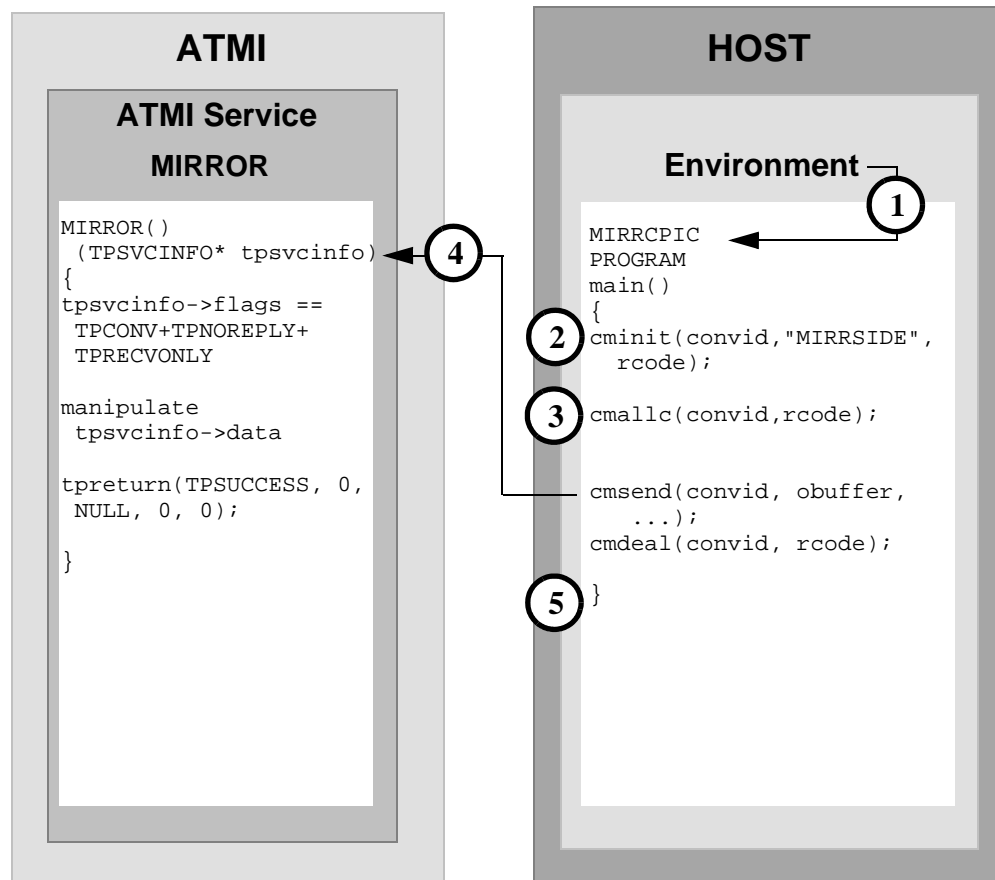 ATMI
ATMI Service
MIRROR
MIRROR()
(TPSVCINFO* tpsvcinfo)
{
tpsvcinfo->flags ==
TPCONV+TPNOREPLY+
TPRECVONLY
manipulate
tpsvcinfo->data
tpreturn(TPSUCCESS, 0,
NULL, 0, 0);
}
4
HOST
Environment
1
MIRRCPIC
PROGRAM
main()
{
2
cminit(convid,"MIRRSIDE",
rcode);
3
cmallc(convid,rcode);
cmsend(convid, obuffer,
...);
cmdeal(convid, rcode);
5
}